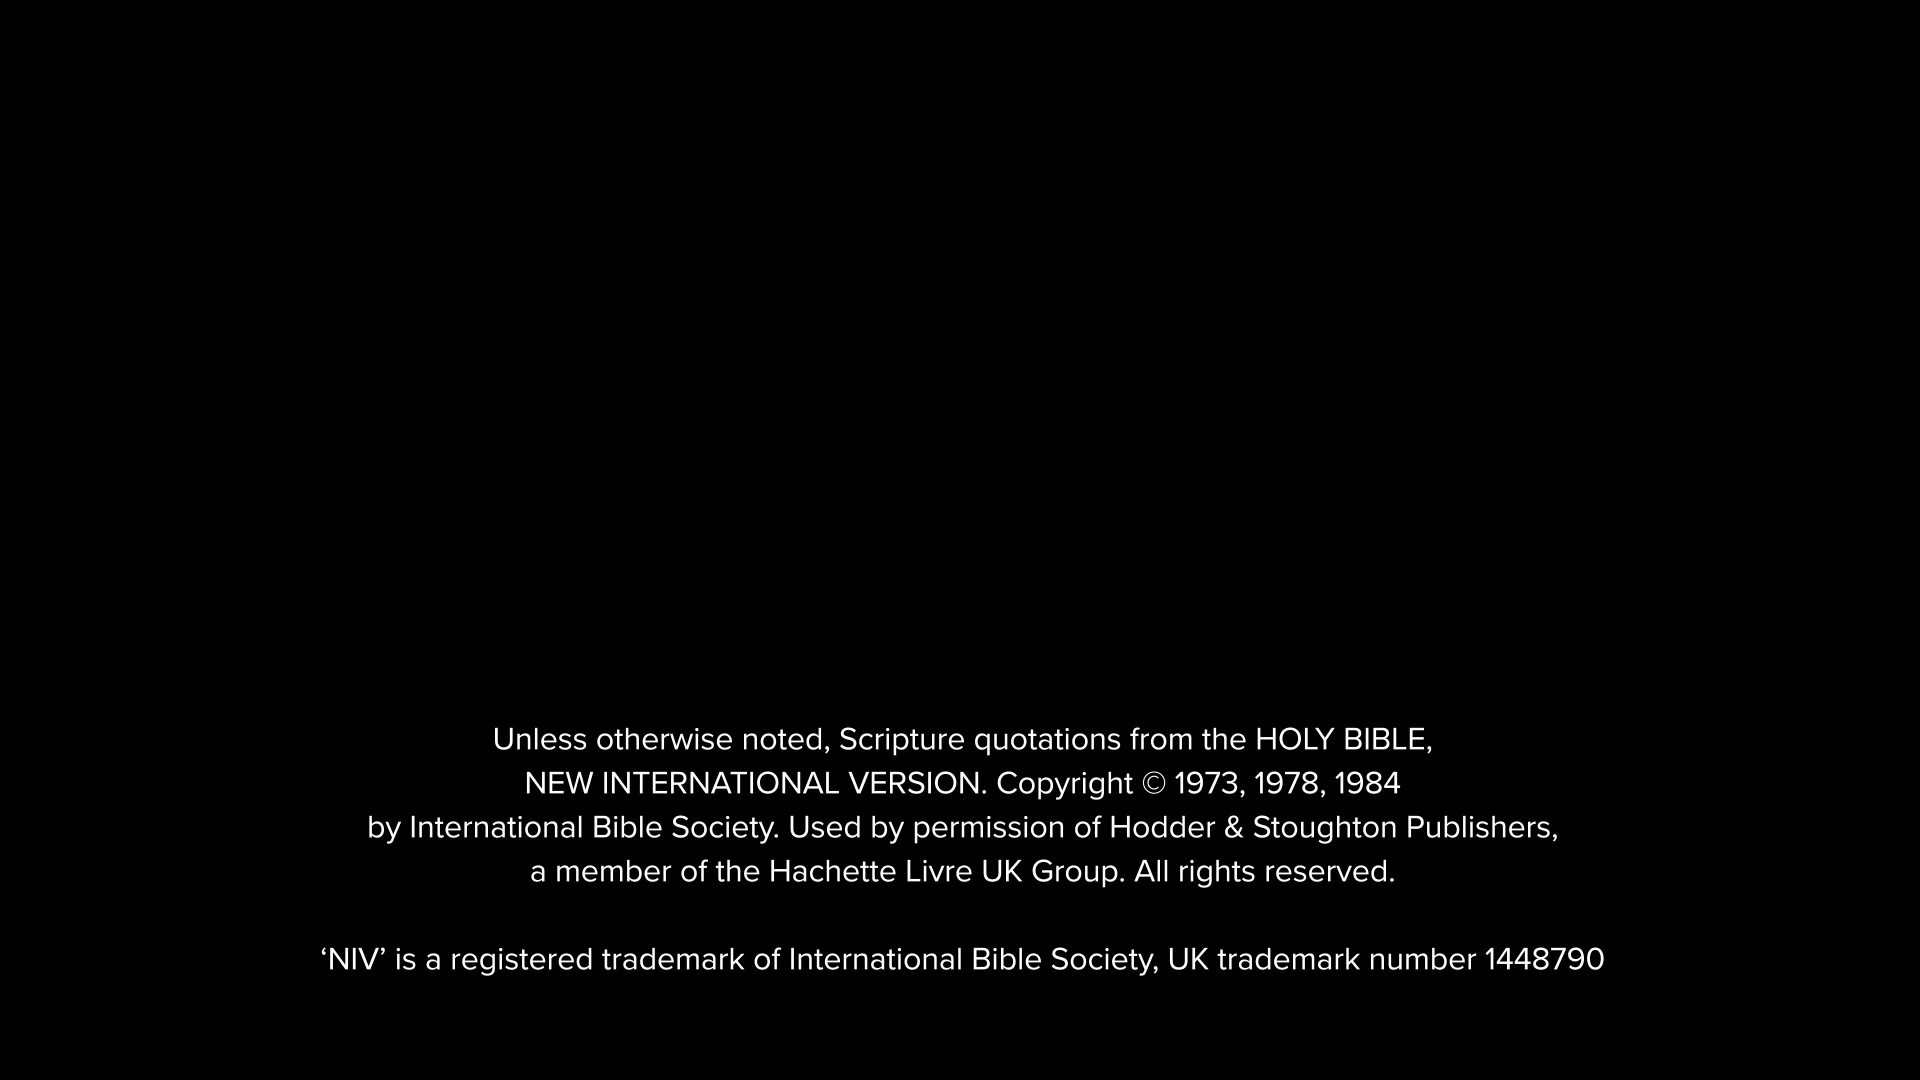 Unless otherwise noted, Scripture quotations from the HOLY BIBLE,
NEW INTERNATIONAL VERSION. Copyright © 1973, 1978, 1984
by International Bible Society. Used by permission of Hodder & Stoughton Publishers,
a member of the Hachette Livre UK Group. All rights reserved.
‘NIV’ is a registered trademark of International Bible Society, UK trademark number 1448790